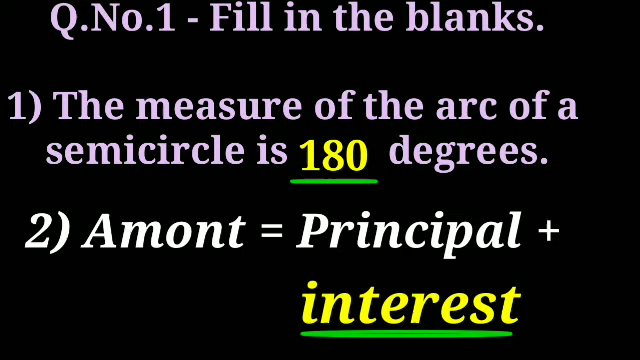 Q.No.1 - Fill in the blanks.
1) The measure of the arc of a
semicircle is 180 degrees.
2) Amont = Principal +
interest